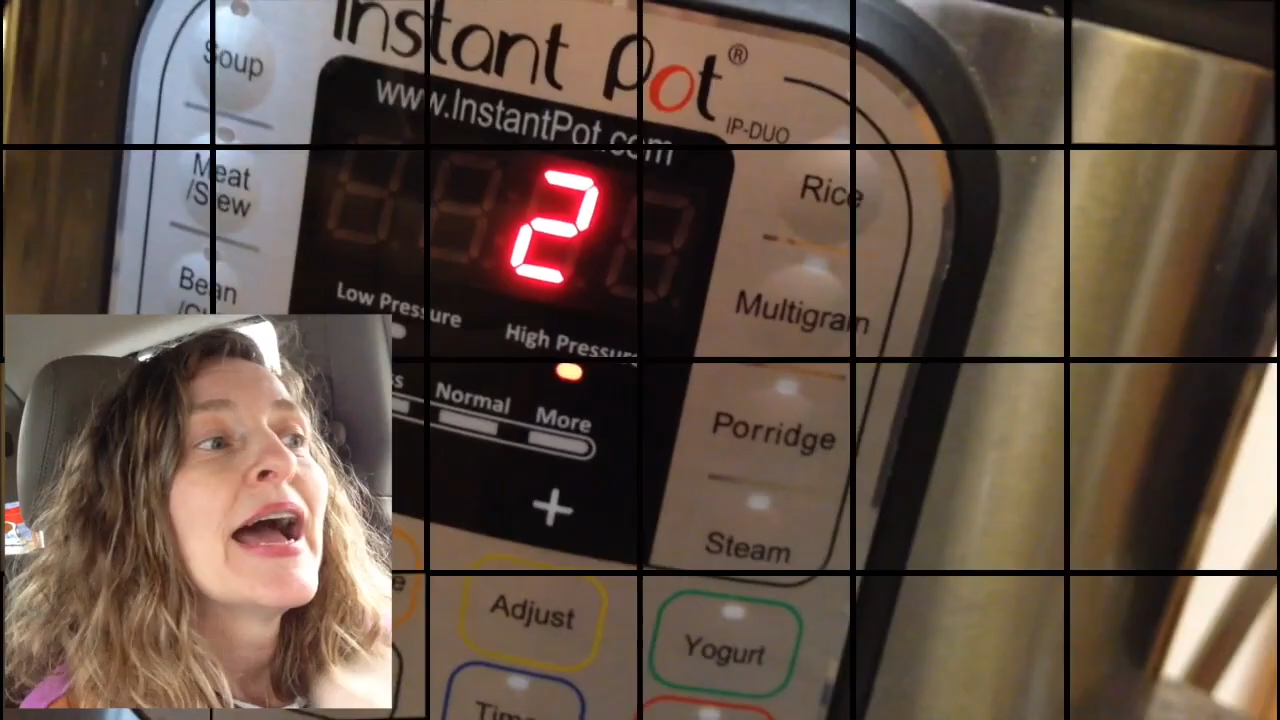 Instant Pot®
IP-DUO
www.InstantPot.com
Soup
Meat
/Stew
Bean
2
Low Pressure
High Pressure
Normal
More
+
Rice
Multigrain
Porridge
Steam
Adjust
Yogurt